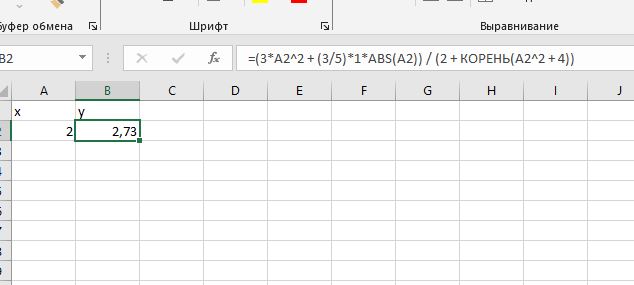 буфер обмена Шрифт Выравнивание
B2 fx =(3*A2^2 + (3/5)*1*ABS(A2)) / (2 + КОРЕНЬ(A2^2 + 4))
A B C D E F G H I J
x y
2 2,73